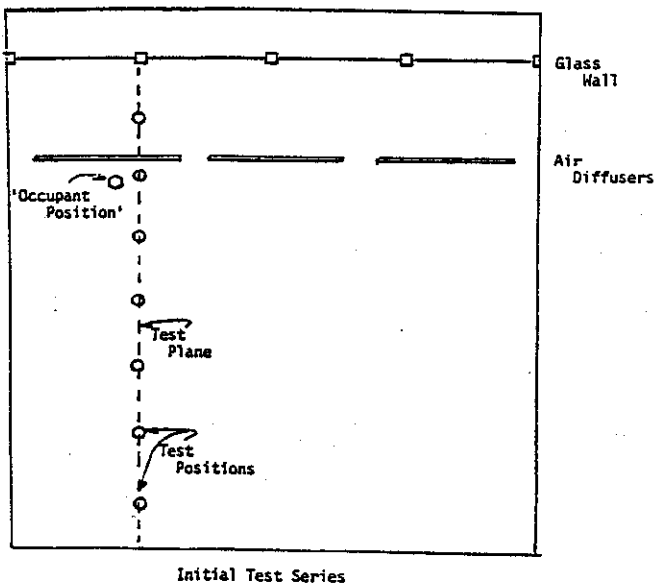 Glass
Wall
Air
Diffusers
'Occupant
Position'
Test
Plane
Test
Positions
Initial Test Series